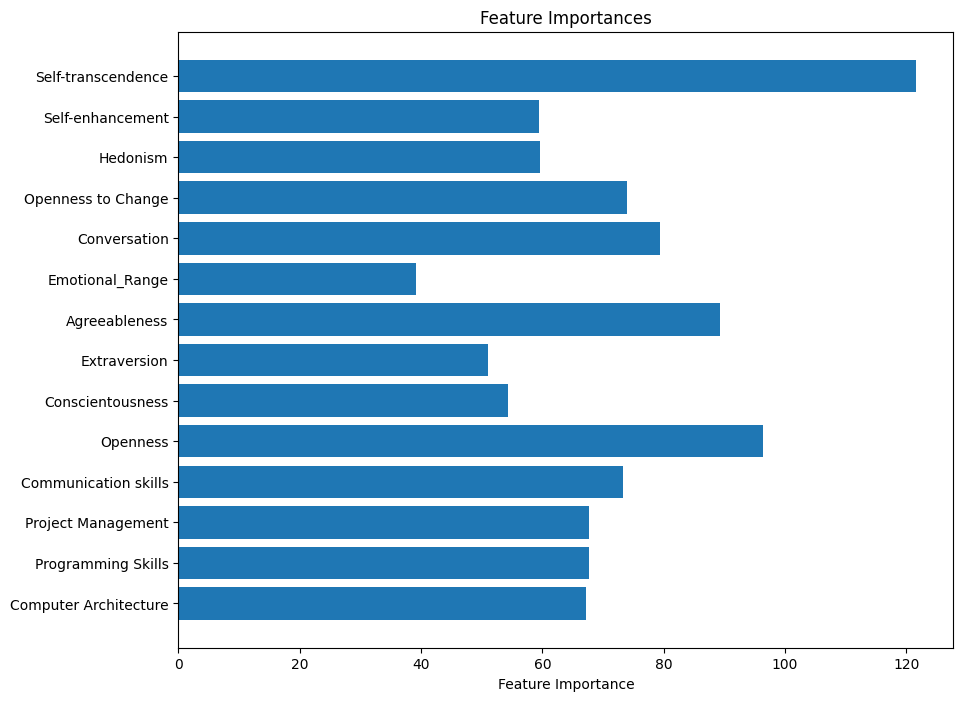 Feature Importances
Self-transcendence
Self-enhancement
Hedonism
Openness to Change
Conversation
Emotional_Range
Agreeableness
Extraversion
Conscientousness
Openness
Communication skills
Project Management
Programming Skills
Computer Architecture
0 20 40 60 80 100 120
Feature Importance